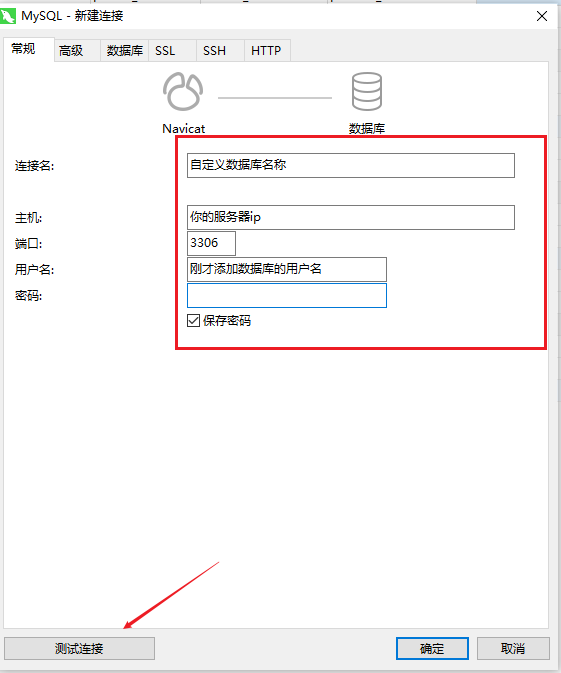 MySQL - 新建连接
常规 高级 数据库 SSL SSH HTTP
Navicat 数据库
连接名: 自定义数据库名称
主机: 你的服务器ip
端口: 3306
用户名: 刚才添加数据库的用户名
密码:
保存密码
测试连接 确定 取消